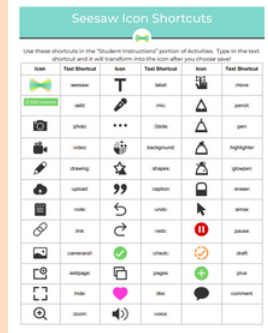 Seesaw Icon Shortcuts
Use these shortcuts in the "Student Instructions" portion of Activities. Type in the text
shortcut and it will transform into the icon after you choose save!
Icon Text Shortcut Icon Text Shortcut Icon Text Shortcut
:seesaw: T :label: :move:
:add: :mic: :pencil:
:photo: :3dots: :pen:
:video: :background: :highlighter:
:drawing: :shapes: :glowpen:
:upload: :caption: :eraser:
:note: :undo: :arrow:
:link: :redo: :pause:
:cameraroll: :check: :draft:
:addpage: :pages: :plus:
:hide: :like: :comment:
:zoom: :voice: